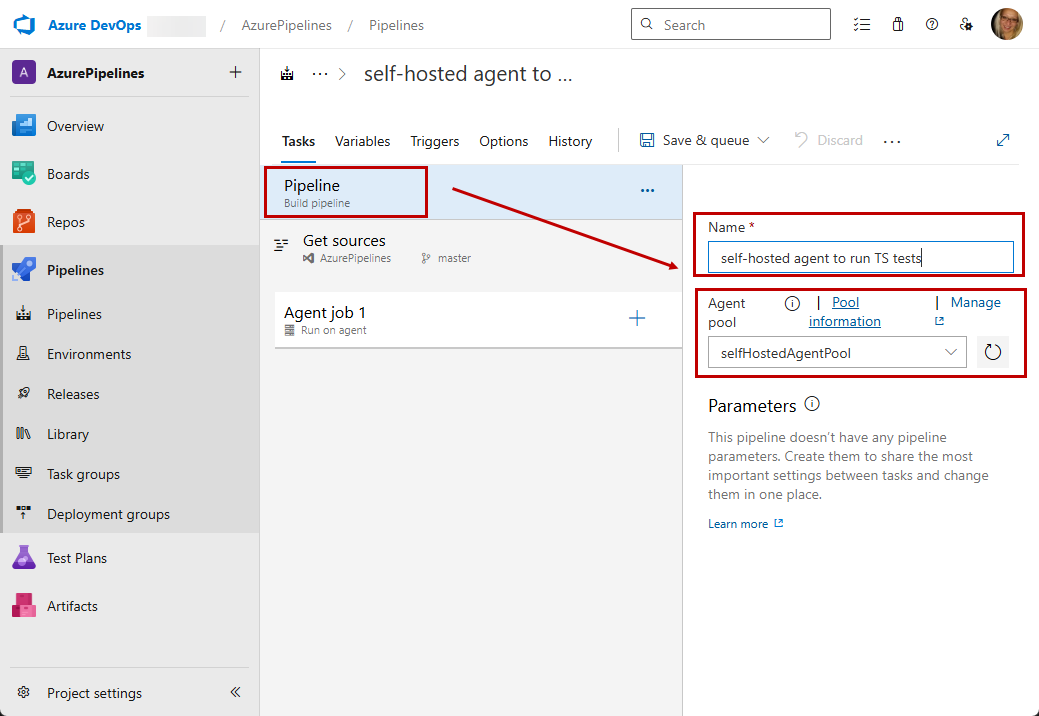 Azure DevOps / AzurePipelines / Pipelines
Search
A AzurePipelines +
Overview
Boards
Repos
Pipelines
Pipelines
Environments
Releases
Library
Task groups
Deployment groups
Test Plans
Artifacts
Project settings
... > self-hosted agent to ...
Tasks Variables Triggers Options History Save & queue Discard ...
Pipeline
Build pipeline
...
Get sources
AzurePipelines master
Agent job 1
Run on agent
Name *
self-hosted agent to run TS tests
Agent pool | Pool information | Manage
selfHostedAgentPool
Parameters
This pipeline doesn't have any pipeline
parameters. Create them to share the most
important settings between tasks and change
them in one place.
Learn more